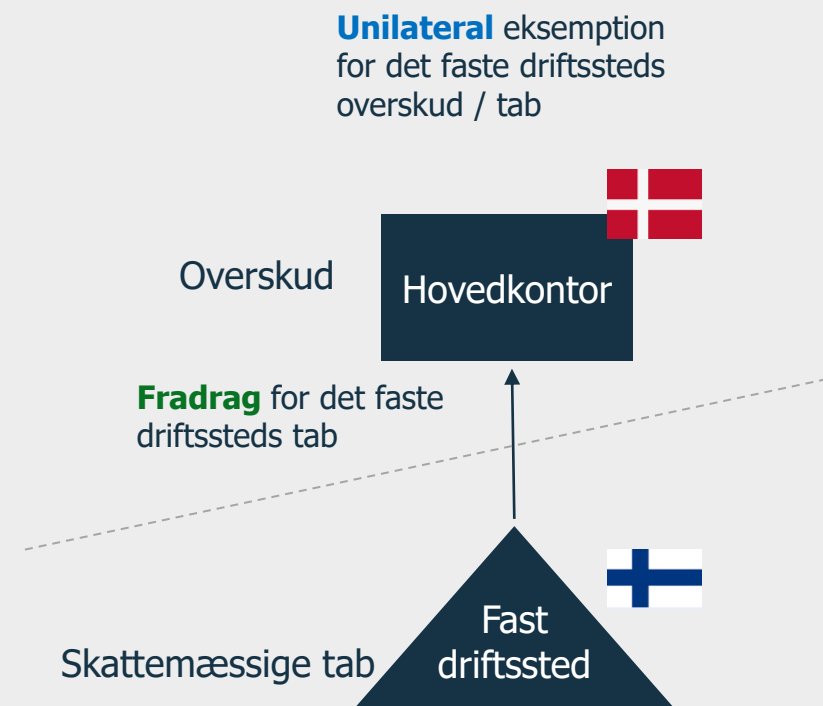 Unilateral eksemption
for det faste driftssteds
overskud / tab
Overskud
Hovedkontor
Fradrag for det faste
driftssteds tab
Fast
driftssted
Skattemæssige tab